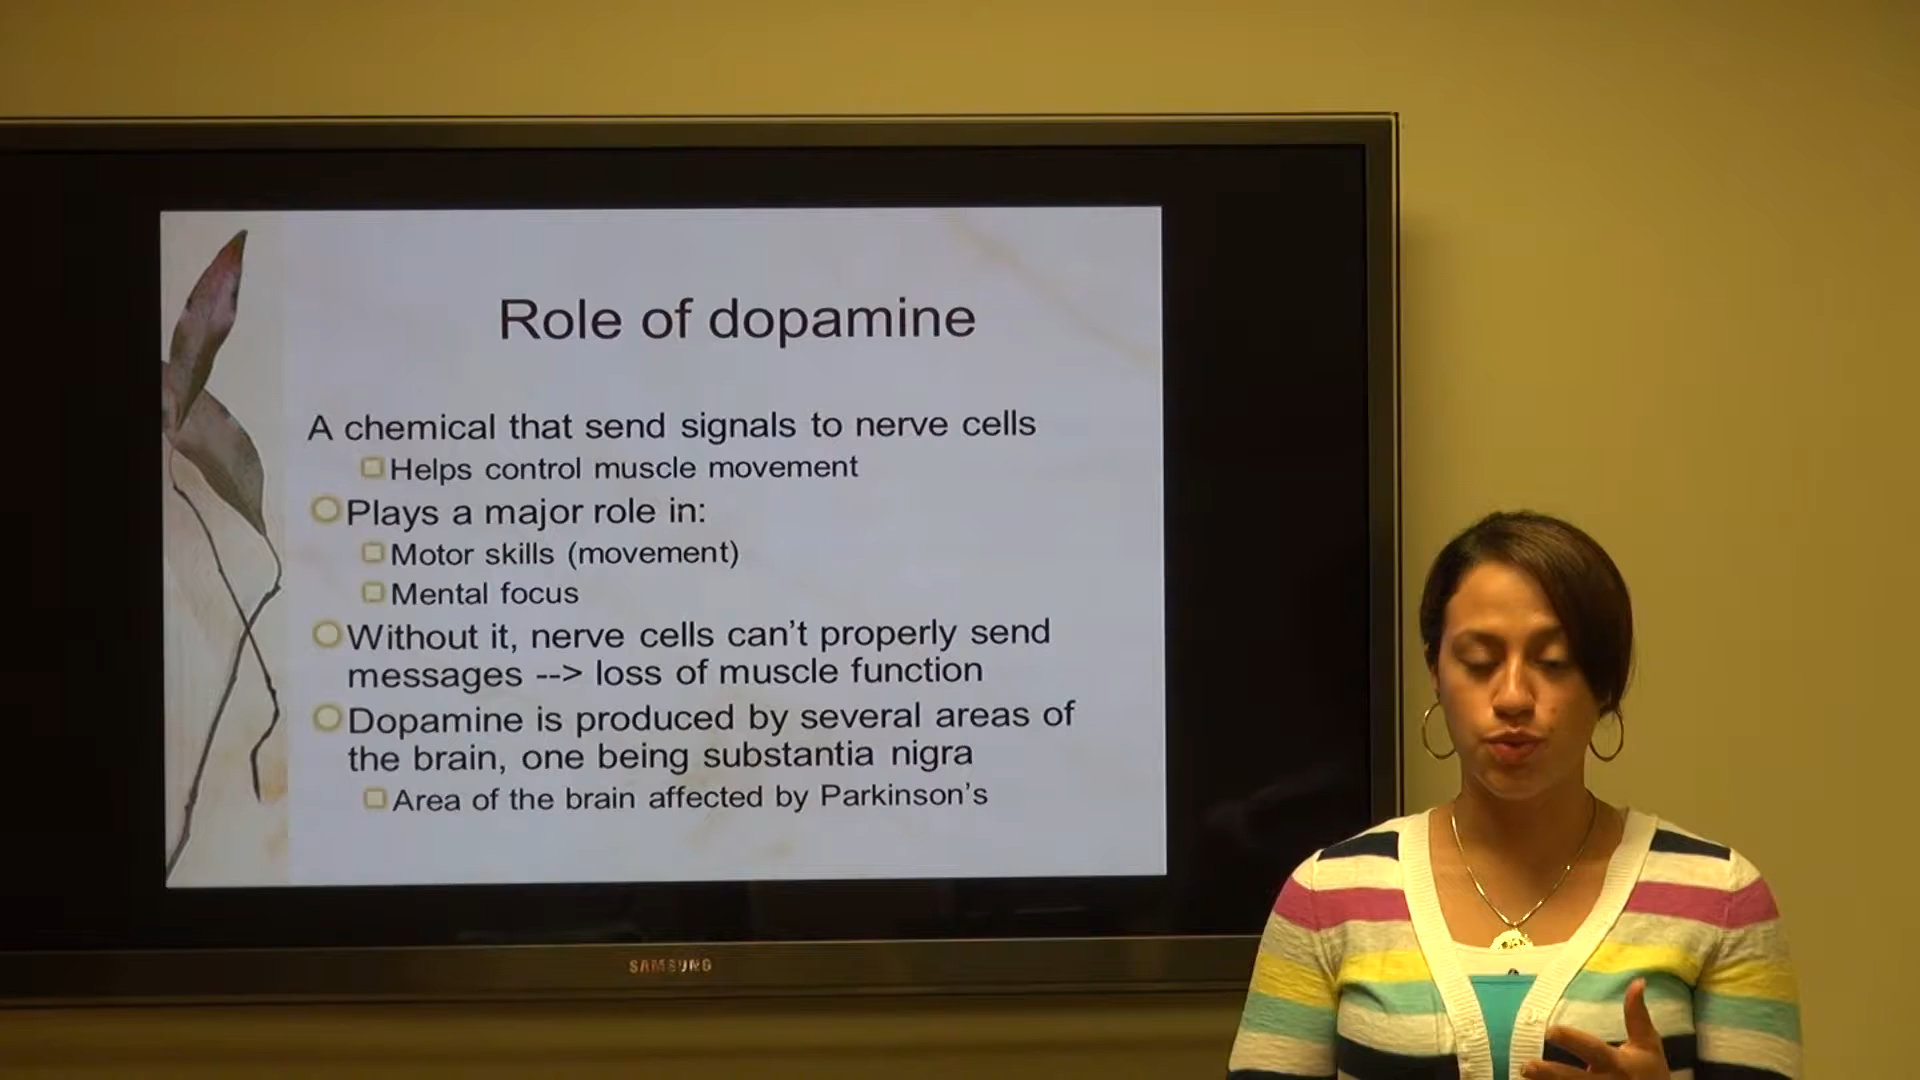 Role of dopamine
A chemical that send signals to nerve cells
Helps control muscle movement
Plays a major role in:
Motor skills (movement)
Mental focus
Without it, nerve cells can't properly send
messages --> loss of muscle function
Dopamine is produced by several areas of
the brain, one being substantia nigra
Area of the brain affected by Parkinson's
SAMSUNG